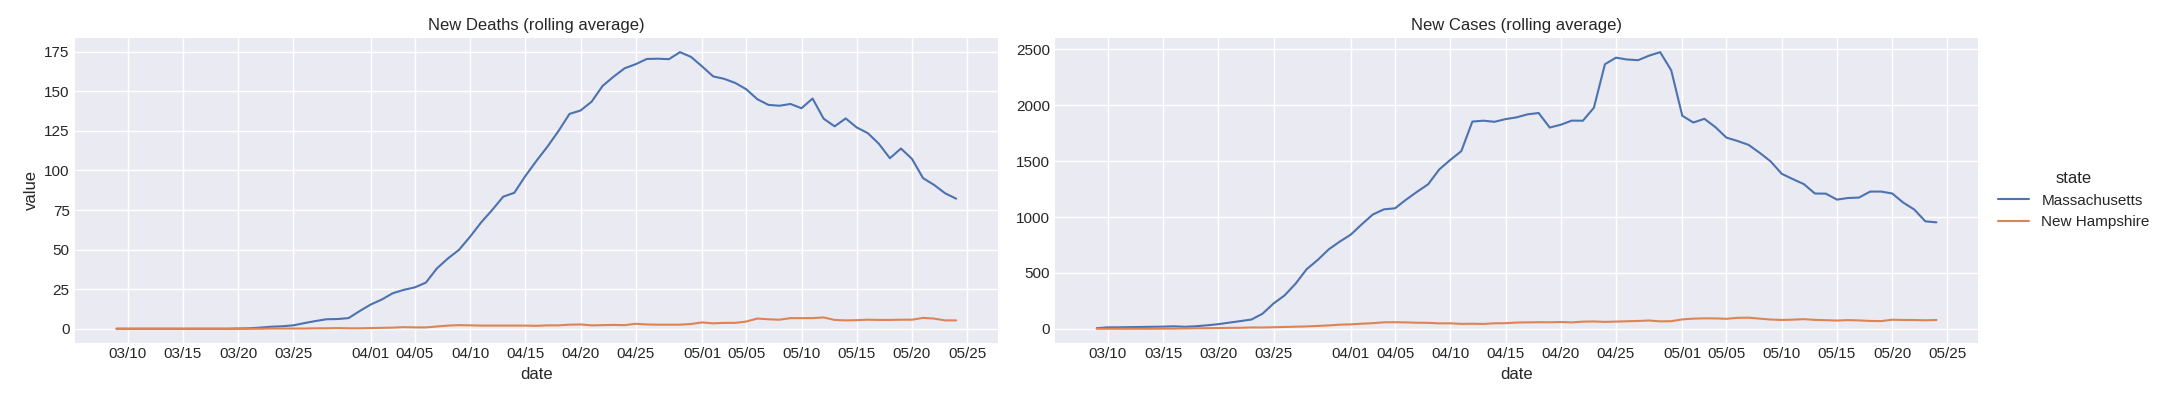 New Deaths (rolling average)
175
150
125
100
75
50
25
0
value
03/10 03/15 03/20 03/25 04/01 04/05 04/10 04/15 04/20 04/25 05/01 05/05 05/10 05/15 05/20 05/25
date
New Cases (rolling average)
2500
2000
1500
1000
500
0
03/10 03/15 03/20 03/25 04/01 04/05 04/10 04/15 04/20 04/25 05/01 05/05 05/10 05/15 05/20 05/25
date
state
Massachusetts
New Hampshire